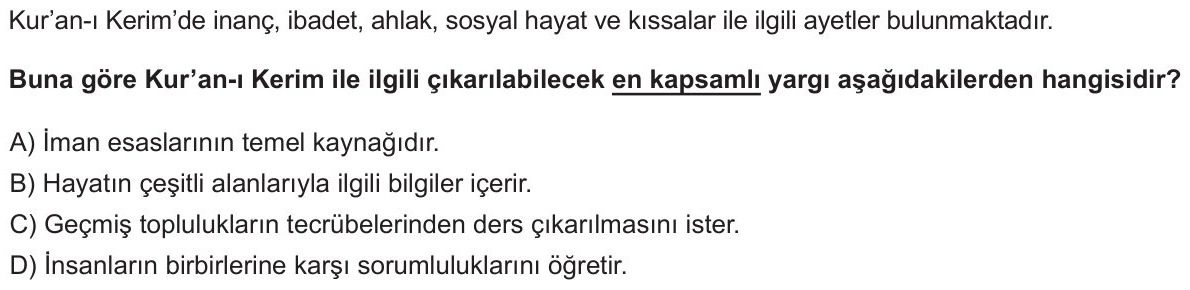 Kur’an-ı Kerim’de inanç, ibadet, ahlak, sosyal hayat ve kıssalar ile ilgili ayetler bulunmaktadır.
Buna göre Kur’an-ı Kerim ile ilgili çıkarılabilecek en kapsamlı yargı aşağıdakilerden hangisidir?
A) İman esaslarının temel kaynağıdır.
B) Hayatın çeşitli alanlarıyla ilgili bilgiler içerir.
C) Geçmiş toplulukların tecrübelerinden ders çıkarılmasını ister.
D) İnsanların birbirlerine karşı sorumluluklarını öğretir.